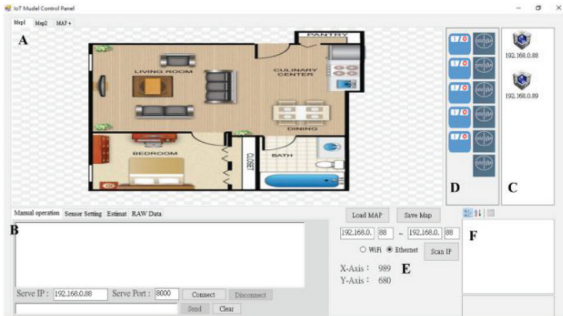 IoT Model Control Panel
Map1 Map2 MAP +
A
PANTRY
LIVING ROOM
CULINARY CENTER
DINING
BEDROOM
CLOSET
BATH
D
192.168.0.88
192.168.0.89
C
Manual operation Sensor Setting Estimat RAW Data
B
Serve IP : 192.168.0.88 Serve Port : 8000 Connect Disconnect
Send Clear
Load MAP Save Map
192.168.0. 88 ~ 192.168.0. 88
WiFi Ethernet Scan IP
X-Axis : 989
Y-Axis : 680
E
F